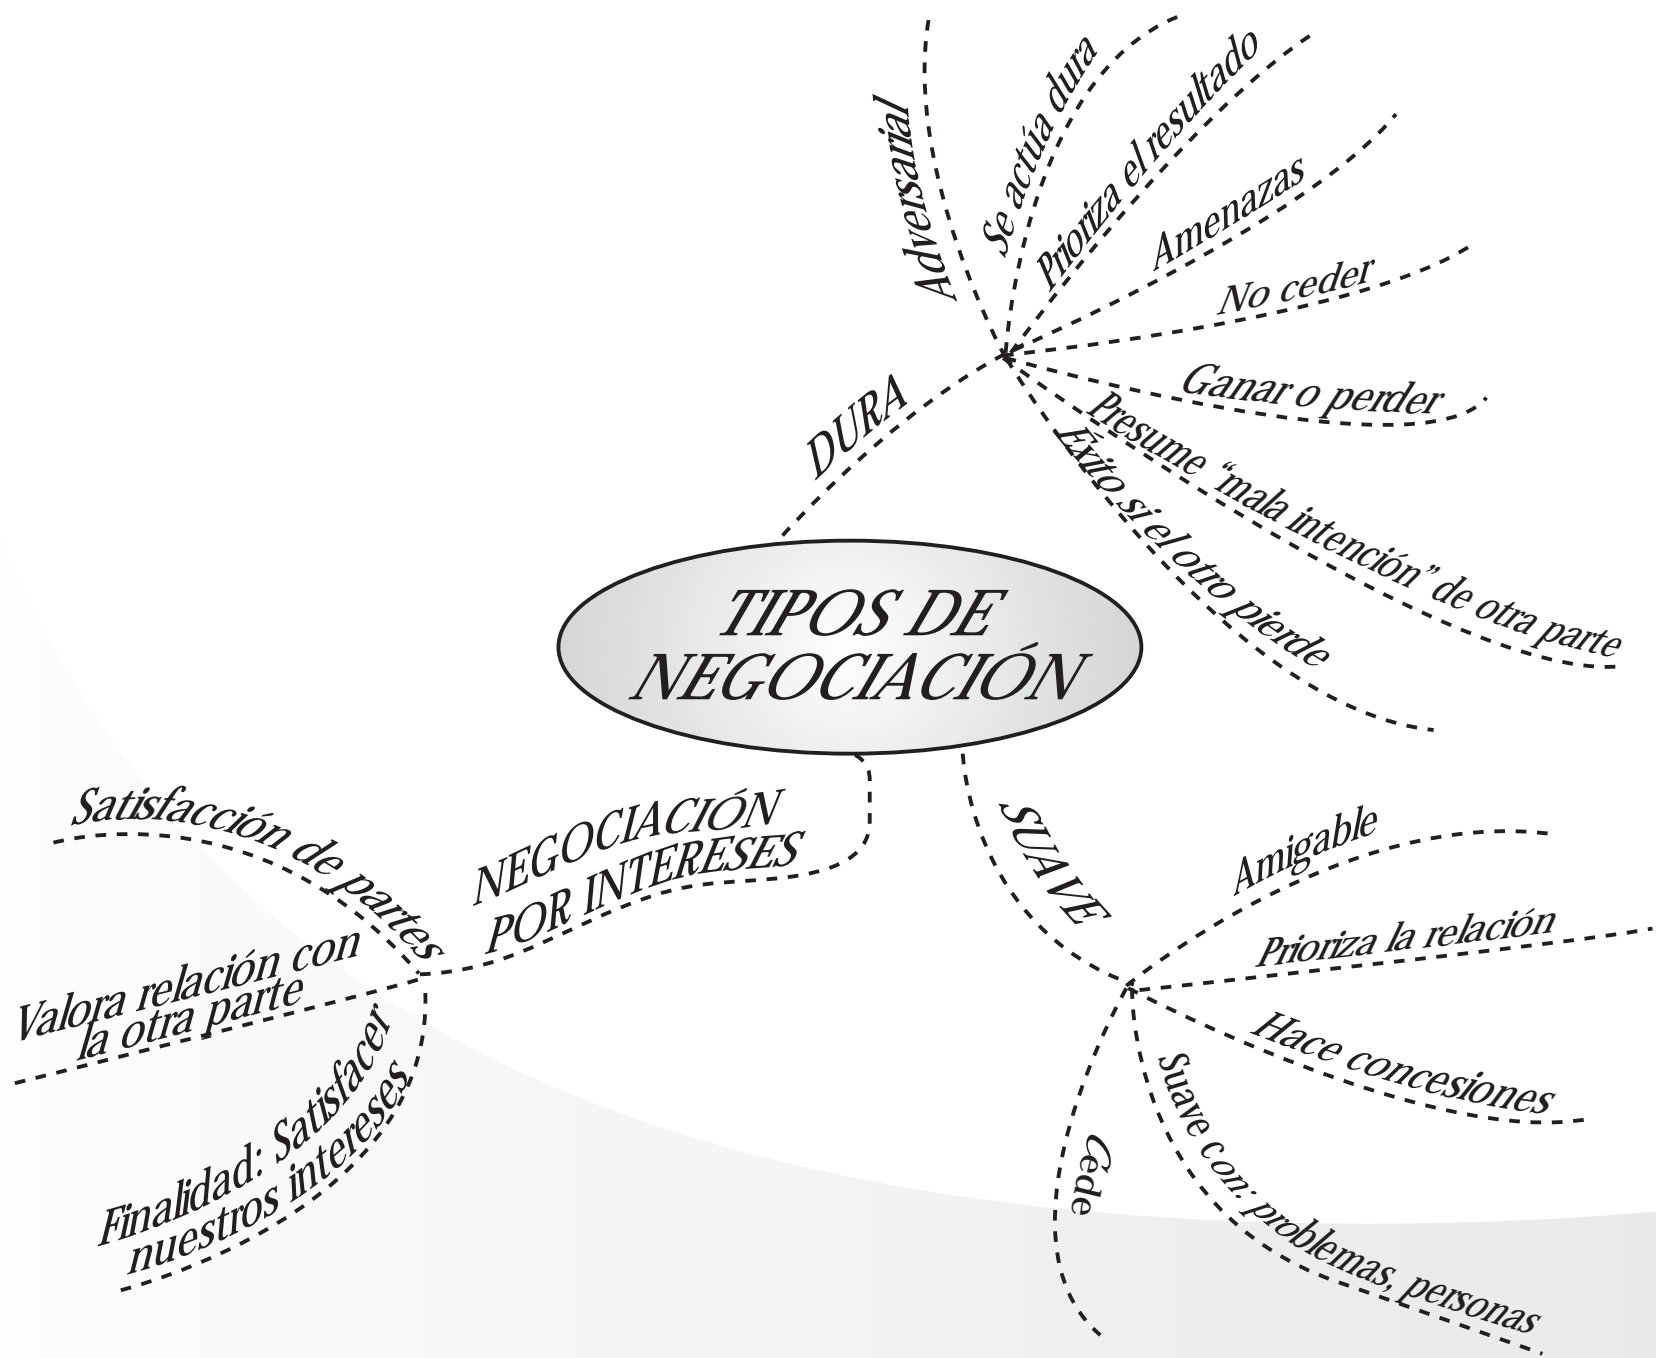 TIPOS DE
NEGOCIACIÓN
DURA
Adversarial
Se actúa dura
Prioriza el resultado
Amenazas
No ceder
Ganar o perder
Presume “mala intención” de otra parte
Éxito si el otro pierde
SUAVE
Amigable
Prioriza la relación
Hace concesiones
Suave con: problemas, personas
Cede
NEGOCIACIÓN
POR INTERESES
Satisfacción de partes
Valora relación con
la otra parte
Finalidad: Satisfacer
nuestros intereses